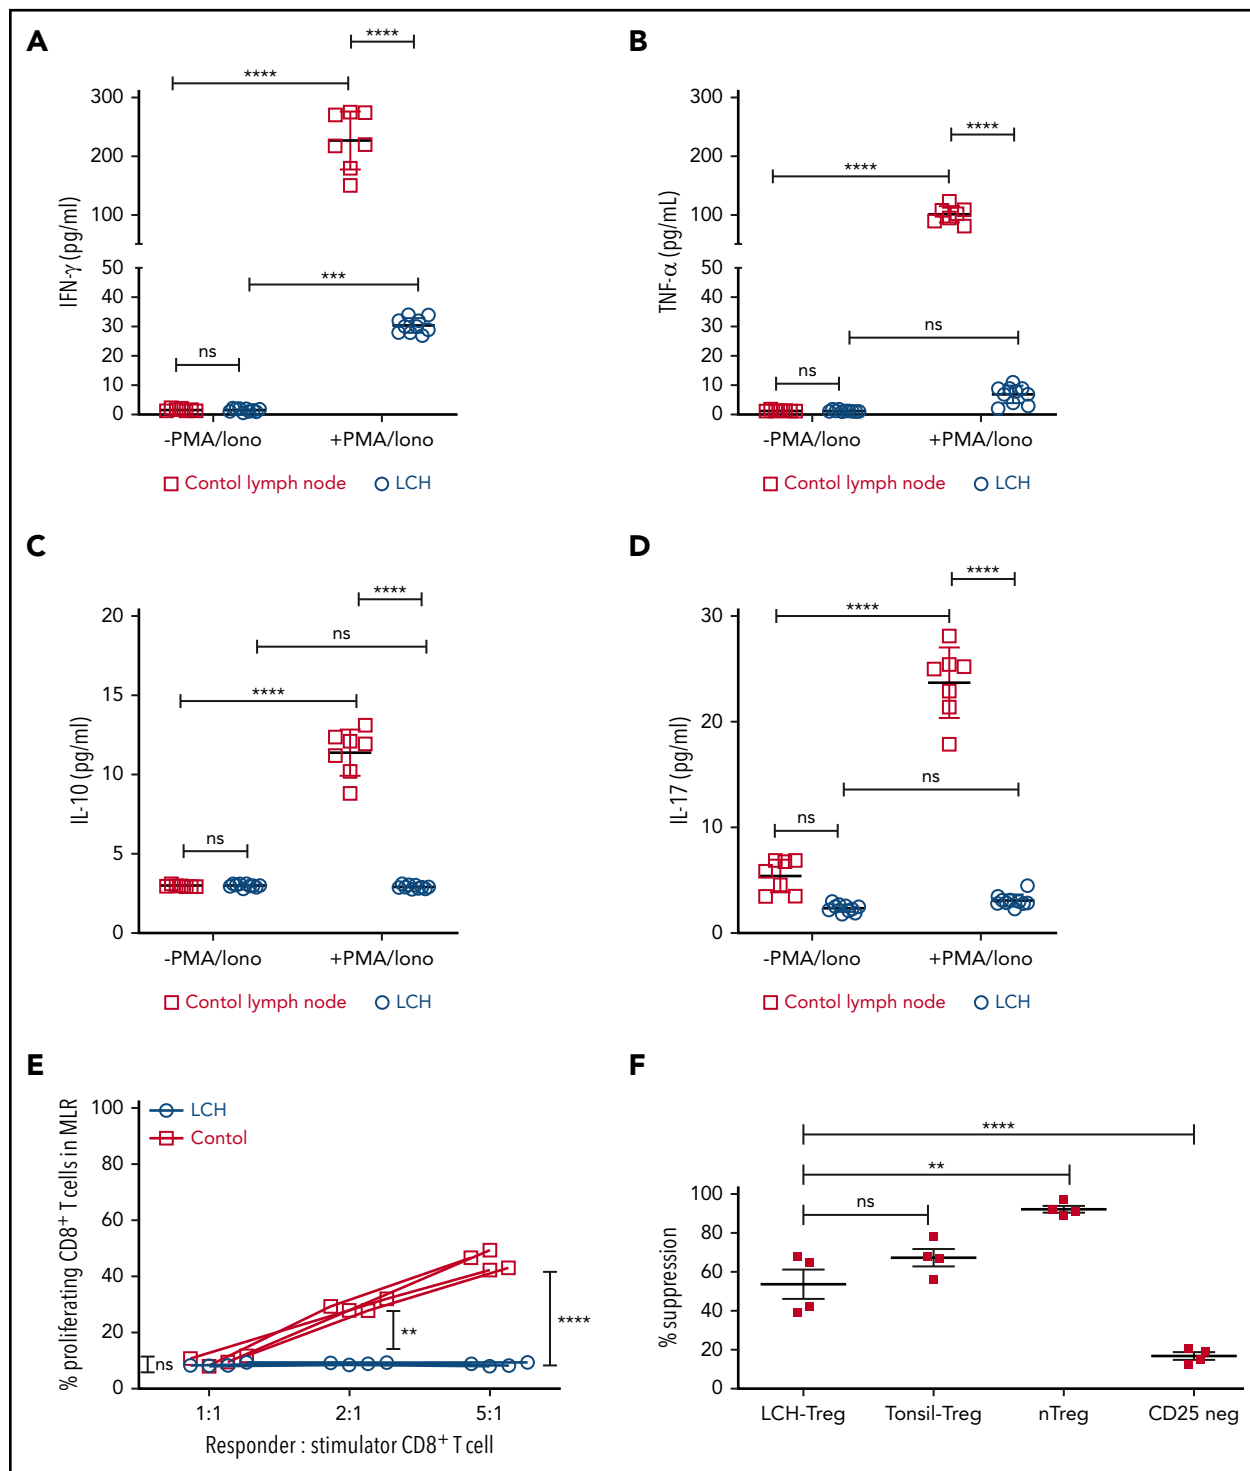 A
****
****
300
200
100
50
40
30
20
10
0
IFN-γ (pg/ml)
***
ns
-PMA/Iono
+PMA/Iono
Contol lymph node
LCH
B
****
****
300
200
100
50
40
30
20
10
0
TNF-α (pg/mL)
ns
ns
-PMA/Iono
+PMA/Iono
Contol lymph node
LCH
C
****
ns
****
20
15
10
5
0
IL-10 (pg/ml)
ns
-PMA/Iono
+PMA/Iono
Contol lymph node
LCH
D
****
****
30
20
10
0
IL-17 (pg/ml)
ns
ns
-PMA/Iono
+PMA/Iono
Contol lymph node
LCH
E
LCH
Contol
100
80
60
40
20
0
% proliferating CD8+ T cells in MLR
ns
**
****
1:1
2:1
5:1
Responder : stimulator CD8+ T cell
F
****
**
ns
100
80
60
40
20
0
% suppression
LCH-Treg
Tonsil-Treg
nTreg
CD25 neg